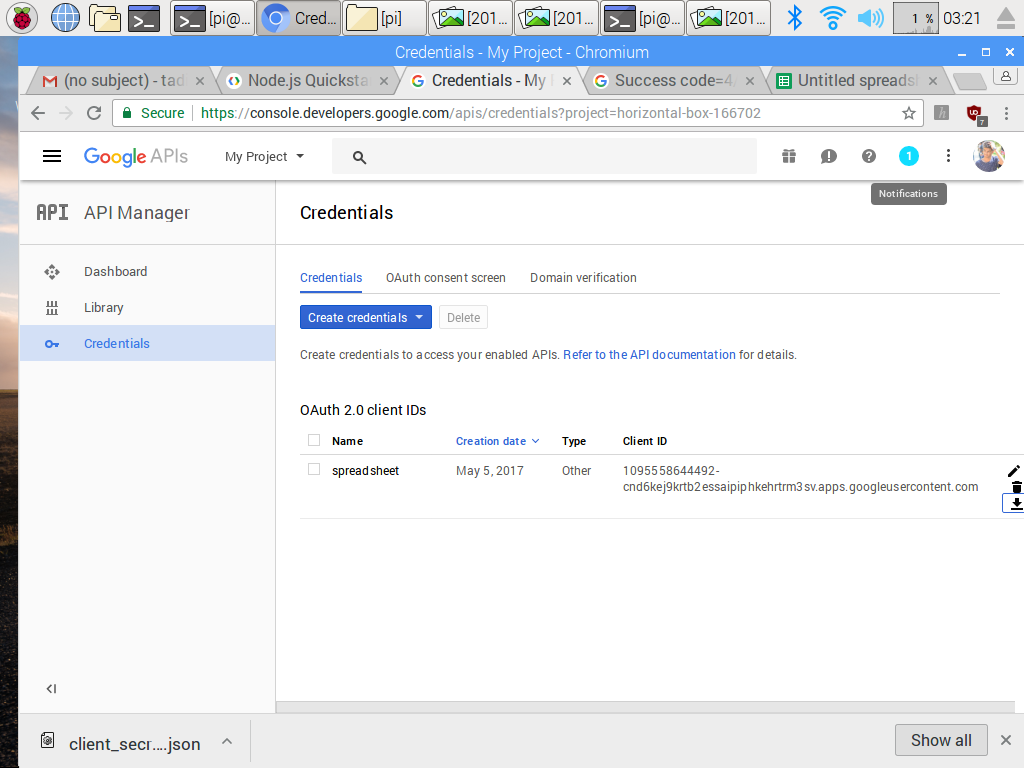 [pi@... Cred... [pi] [201... [201... [pi@... [201... 1 % 03:21
Credentials - My Project - Chromium
(no subject) - tad Node.js Quicksta Credentials - My P Success code=4/ Untitled spreadsh
Secure https://console.developers.google.com/apis/credentials?project=horizontal-box-166702 h 7
Google APIs My Project 1
Notifications
API API Manager
Credentials
Dashboard
Library
Credentials
Credentials OAuth consent screen Domain verification
Create credentials Delete
Create credentials to access your enabled APIs. Refer to the API documentation for details.
OAuth 2.0 client IDs
Name Creation date Type Client ID
spreadsheet May 5, 2017 Other 1095558644492-
cnd6kej9krtb2essaipiphkehrtrm3sv.apps.googleusercontent.com
client_secr....json Show all